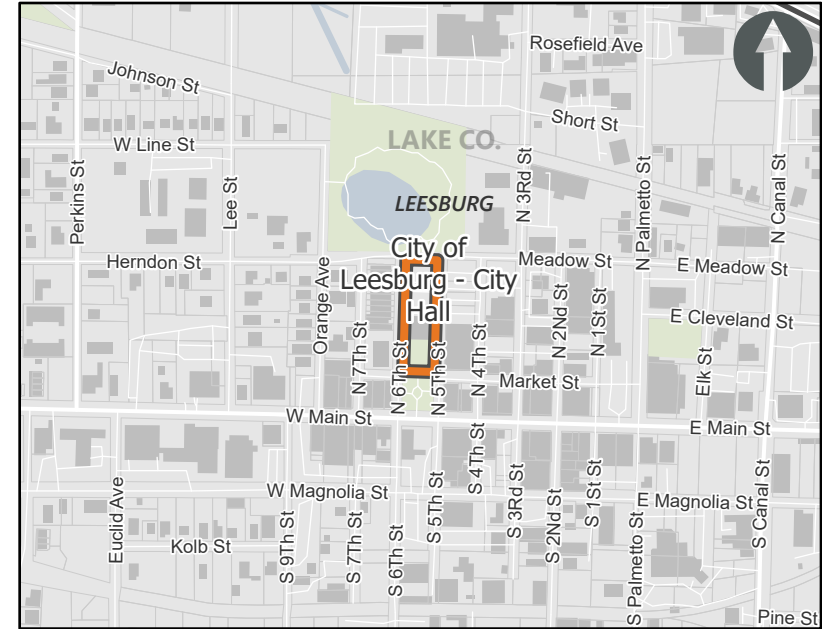 Rosefield Ave
Johnson St
Short St
LAKE CO.
W Line St
Perkins St
Lee St
N 3Rd St
N Palmetto St
N Canal St
LEESBURG
City of
Leesburg - City
Hall
Herndon St
Meadow St
E Meadow St
Orange Ave
N 7Th St
N 6Th St
N 5Th St
N 4Th St
N 2Nd St
N 1St St
E Cleveland St
Elk St
Market St
W Main St
E Main St
Euclid Ave
W Magnolia St
S 4Th St
E Magnolia St
Kolb St
S 9Th St
S 7Th St
S 6Th St
S 5Th St
S 3Rd St
S 2Nd St
S 1St St
S Palmetto St
S Canal St
Pine St